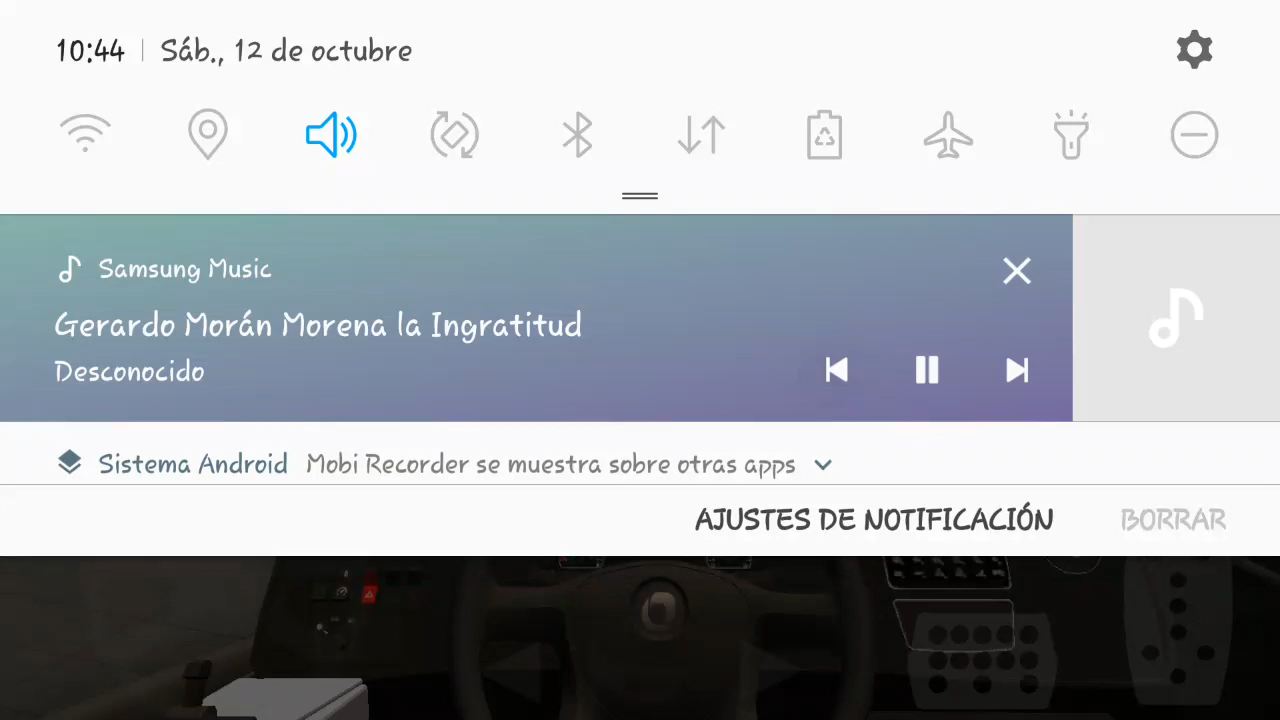 10:44 | Sáb., 12 de octubre
Samsung Music
Gerardo Morán Morena la Ingratitud
Desconocido
Sistema Android Mobi Recorder se muestra sobre otras apps
AJUSTES DE NOTIFICACIÓN BORRAR